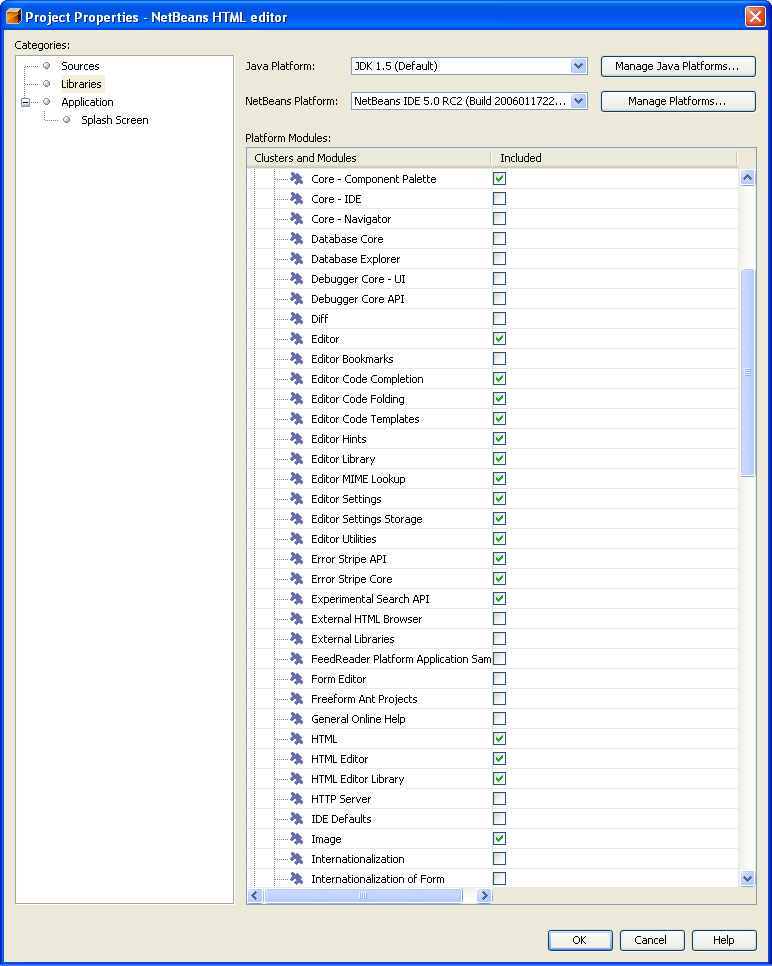 Project Properties - NetBeans HTML editor
Categories:
Sources
Libraries
Application
Splash Screen
Java Platform: JDK 1.5 (Default) Manage Java Platforms...
NetBeans Platform: NetBeans IDE 5.0 RC2 (Build 2006011722... Manage Platforms...
Platform Modules:
Clusters and Modules Included
Core - Component Palette
Core - IDE
Core - Navigator
Database Core
Database Explorer
Debugger Core - UI
Debugger Core API
Diff
Editor
Editor Bookmarks
Editor Code Completion
Editor Code Folding
Editor Code Templates
Editor Hints
Editor Library
Editor MIME Lookup
Editor Settings
Editor Settings Storage
Editor Utilities
Error Stripe API
Error Stripe Core
Experimental Search API
External HTML Browser
External Libraries
FeedReader Platform Application Sam
Form Editor
Freeform Ant Projects
General Online Help
HTML
HTML Editor
HTML Editor Library
HTTP Server
IDE Defaults
Image
Internationalization
Internationalization of Form
OK Cancel Help